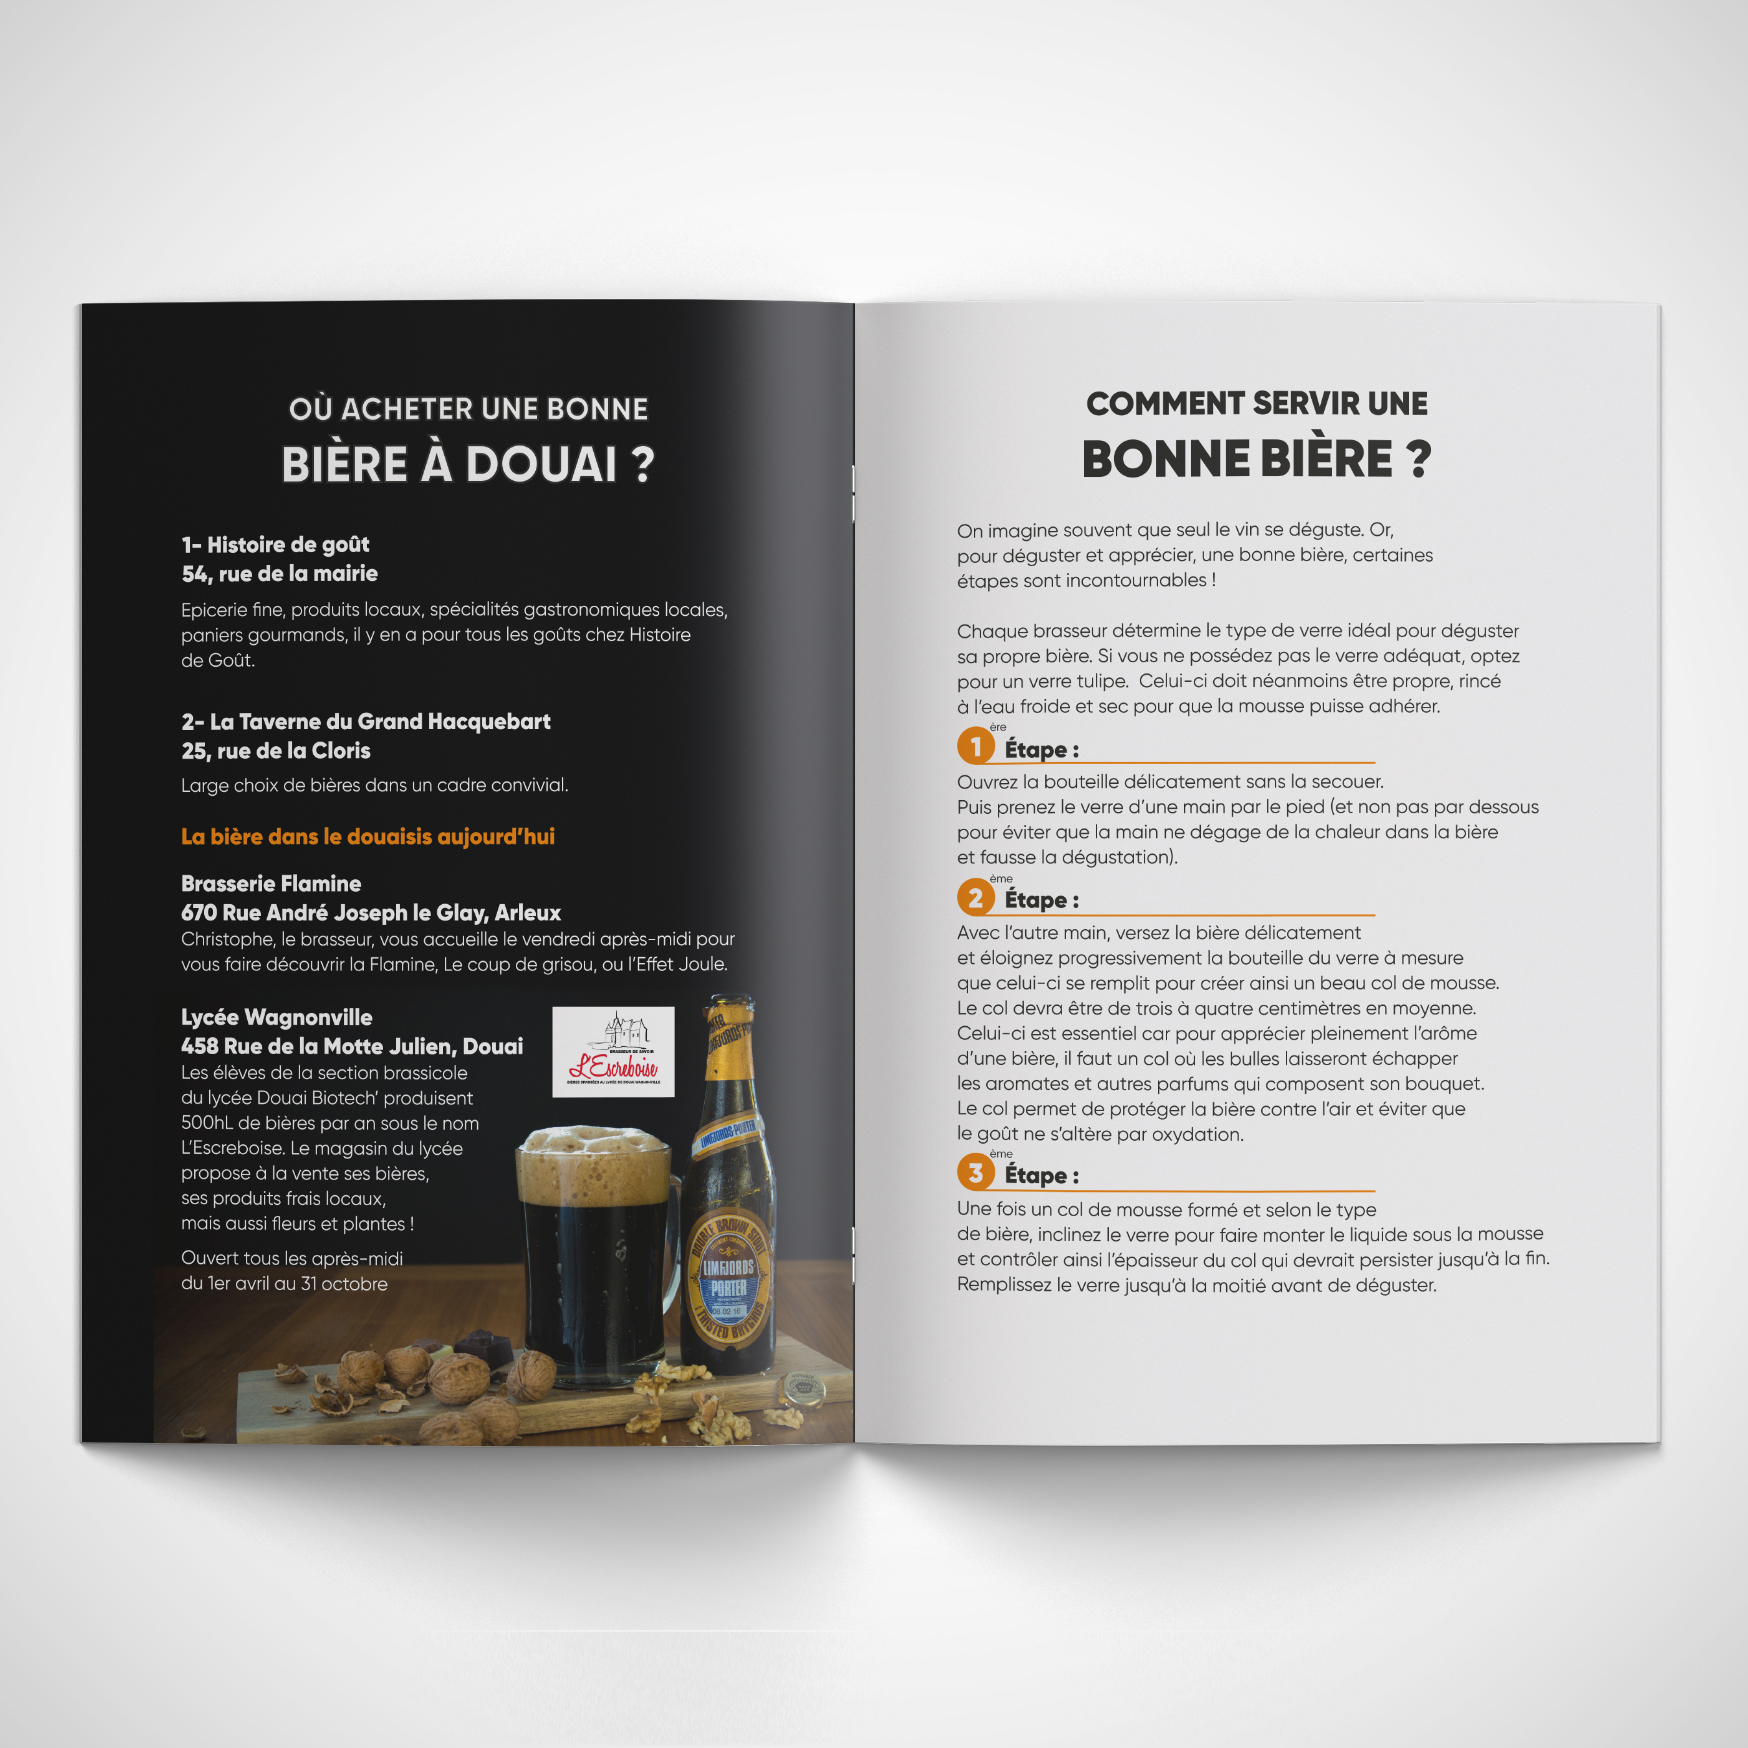 OÙ ACHETER UNE BONNE
BIÈRE À DOUAI ?
1- Histoire de goût
54, rue de la mairie
Epicerie fine, produits locaux, spécialités gastronomiques locales,
paniers gourmands, il y en a pour tous les goûts chez Histoire
de Goût.
2- La Taverne du Grand Hacquebart
25, rue de la Cloris
Large choix de bières dans un cadre convivial.
La bière dans le douaisis aujourd'hui
Brasserie Flamine
670 Rue André Joseph le Glay, Arleux
Christophe, le brasseur, vous accueille le vendredi après-midi pour
vous faire découvrir la Flamine, Le coup de grisou, ou l'Effet Joule.
Lycée Wagnonville
458 Rue de la Motte Julien, Douai
Les élèves de la section brassicole
du lycée Douai Biotech' produisent
500hL de bières par an sous le nom
L'Escreboise. Le magasin du lycée
propose à la vente ses bières,
ses produits frais locaux,
mais aussi fleurs et plantes !
Ouvert tous les après-midi
du 1er avril au 31 octobre
BRASSEUR DE SAVOIR
L'Escreboise
BIÈRES BRASSÉES AU LYCÉE DE DOUAI WAGNONVILLE
LIMFJORDS PORTER
DOUBLE BROWN STOUT
LIMFJORDS
PORTER
08 02 16
COMMENT SERVIR UNE
BONNE BIÈRE ?
On imagine souvent que seul le vin se déguste. Or,
pour déguster et apprécier, une bonne bière, certaines
étapes sont incontournables !
Chaque brasseur détermine le type de verre idéal pour déguster
sa propre bière. Si vous ne possédez pas le verre adéquat, optez
pour un verre tulipe.  Celui-ci doit néanmoins être propre, rincé
à l'eau froide et sec pour que la mousse puisse adhérer.
1 ère Étape :
Ouvrez la bouteille délicatement sans la secouer.
Puis prenez le verre d'une main par le pied (et non pas par dessous
pour éviter que la main ne dégage de la chaleur dans la bière
et fausse la dégustation).
2 ème Étape :
Avec l'autre main, versez la bière délicatement
et éloignez progressivement la bouteille du verre à mesure
que celui-ci se remplit pour créer ainsi un beau col de mousse.
Le col devra être de trois à quatre centimètres en moyenne.
Celui-ci est essentiel car pour apprécier pleinement l'arôme
d'une bière, il faut un col où les bulles laisseront échapper
les aromates et autres parfums qui composent son bouquet.
Le col permet de protéger la bière contre l'air et éviter que
le goût ne s'altère par oxydation.
3 ème Étape :
Une fois un col de mousse formé et selon le type
de bière, inclinez le verre pour faire monter le liquide sous la mousse
et contrôler ainsi l'épaisseur du col qui devrait persister jusqu'à la fin.
Remplissez le verre jusqu'à la moitié avant de déguster.